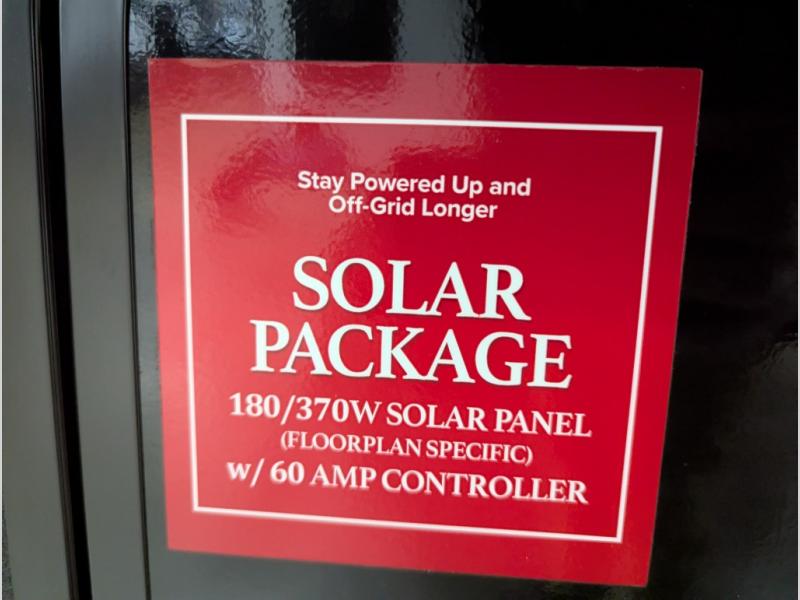 Stay Powered Up and
Off-Grid Longer
SOLAR
PACKAGE
180/370W SOLAR PANEL
(FLOORPLAN SPECIFIC)
w/ 60 AMP CONTROLLER